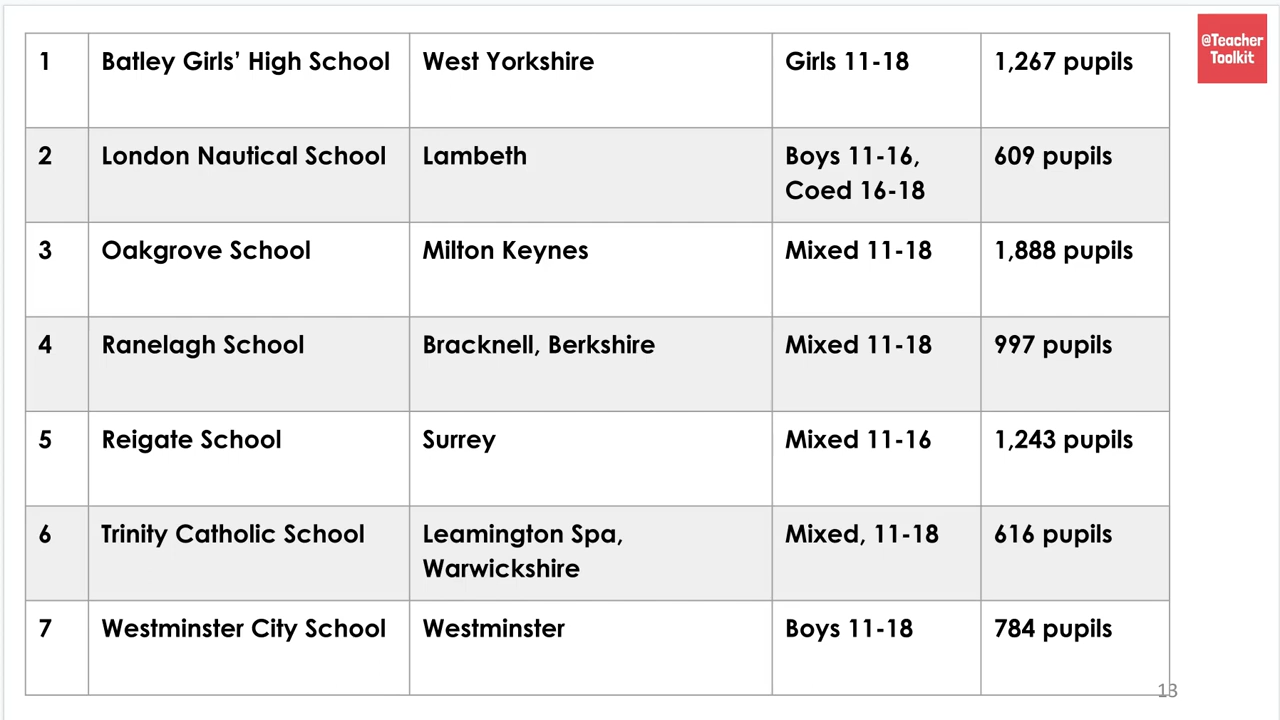 @Teacher
Toolkit
1 Batley Girls’ High School West Yorkshire Girls 11-18 1,267 pupils
2 London Nautical School Lambeth Boys 11-16, 609 pupils
Coed 16-18
3 Oakgrove School Milton Keynes Mixed 11-18 1,888 pupils
4 Ranelagh School Bracknell, Berkshire Mixed 11-18 997 pupils
5 Reigate School Surrey Mixed 11-16 1,243 pupils
6 Trinity Catholic School Leamington Spa, Mixed, 11-18 616 pupils
Warwickshire
7 Westminster City School Westminster Boys 11-18 784 pupils
13